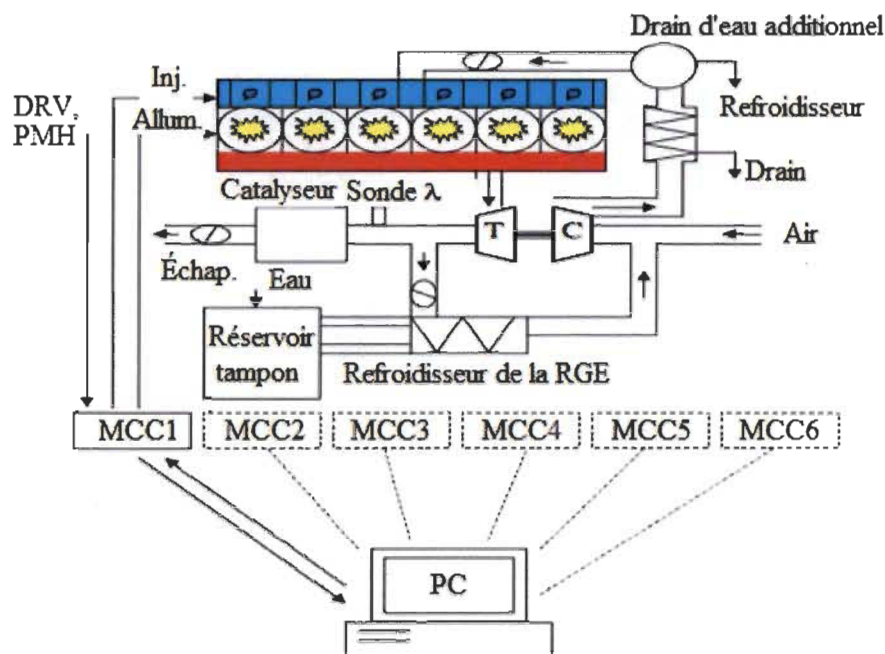 Drain d'eau additionnel
Inj.
DRV,
PMH
Allum.
Refroidisseur
Drain
Catalyseur Sonde λ
T
C
Air
Échap.
Eau
Réservoir
tampon
Refroidisseur de la RGE
MCC1 MCC2 MCC3 MCC4 MCC5 MCC6
PC